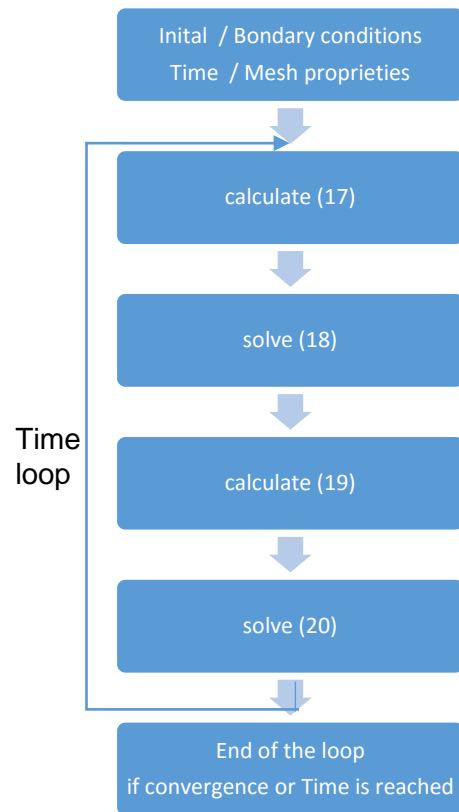 Inital / Bondary conditions
Time / Mesh proprieties
calculate (17)
solve (18)
calculate (19)
Time
loop
solve (20)
End of the loop
if convergence or Time is reached